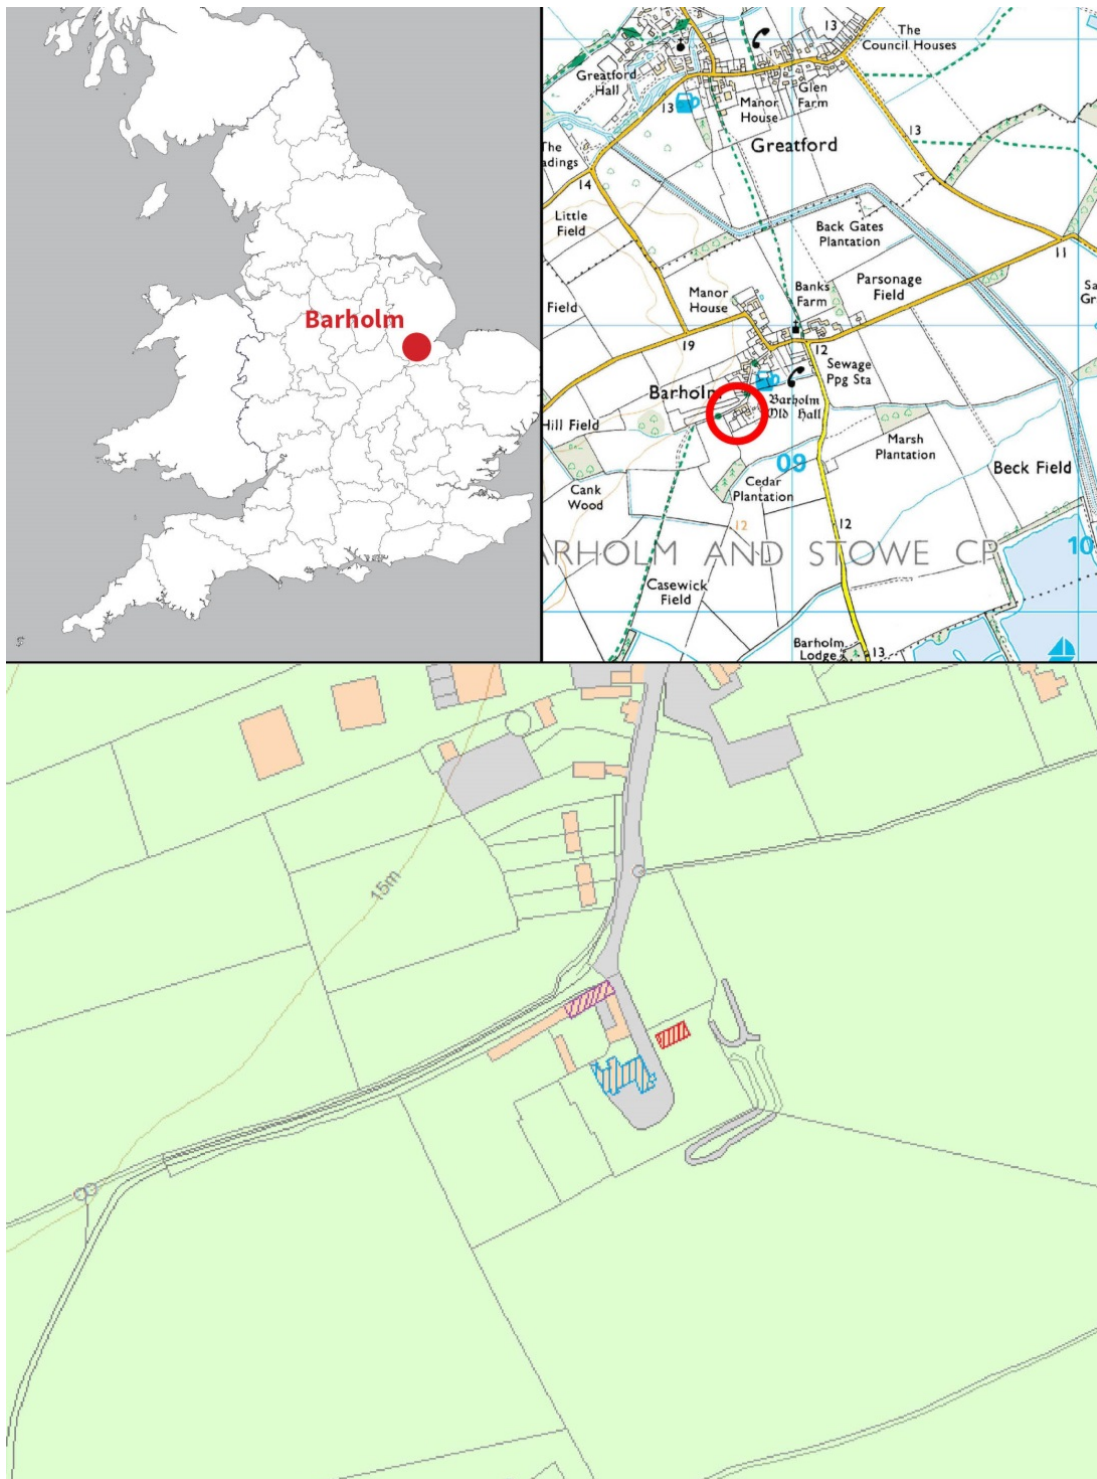 Barholm
13
The
Council Houses
Greatford
Hall
13
Manor
House
Glen
Farm
13
Greatford
The
adings
14
Little
Field
Back Gates
Plantation
11
Manor
House
Banks
Farm
Parsonage
Field
Sa
Gr
Field
19
12
Sewage
Ppg Sta
Barholm
Barholm
Old Hall
Hill Field
Marsh
Plantation
09
Beck Field
Cank
Wood
Cedar
Plantation
12
12
10
ARHOLM AND STOWE CP
Casewick
Field
Barholm
Lodge
13
15m